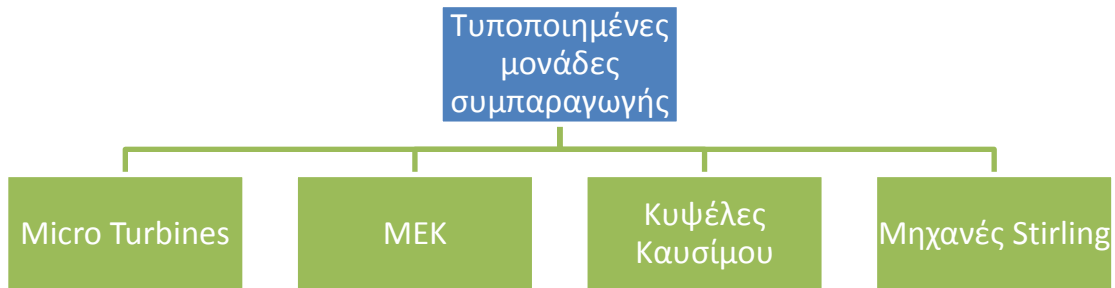 Τυποποιημένες
μονάδες
συμπαραγωγής
Micro Turbines
ΜΕΚ
Κυψέλες
Καυσίμου
Μηχανές Stirling